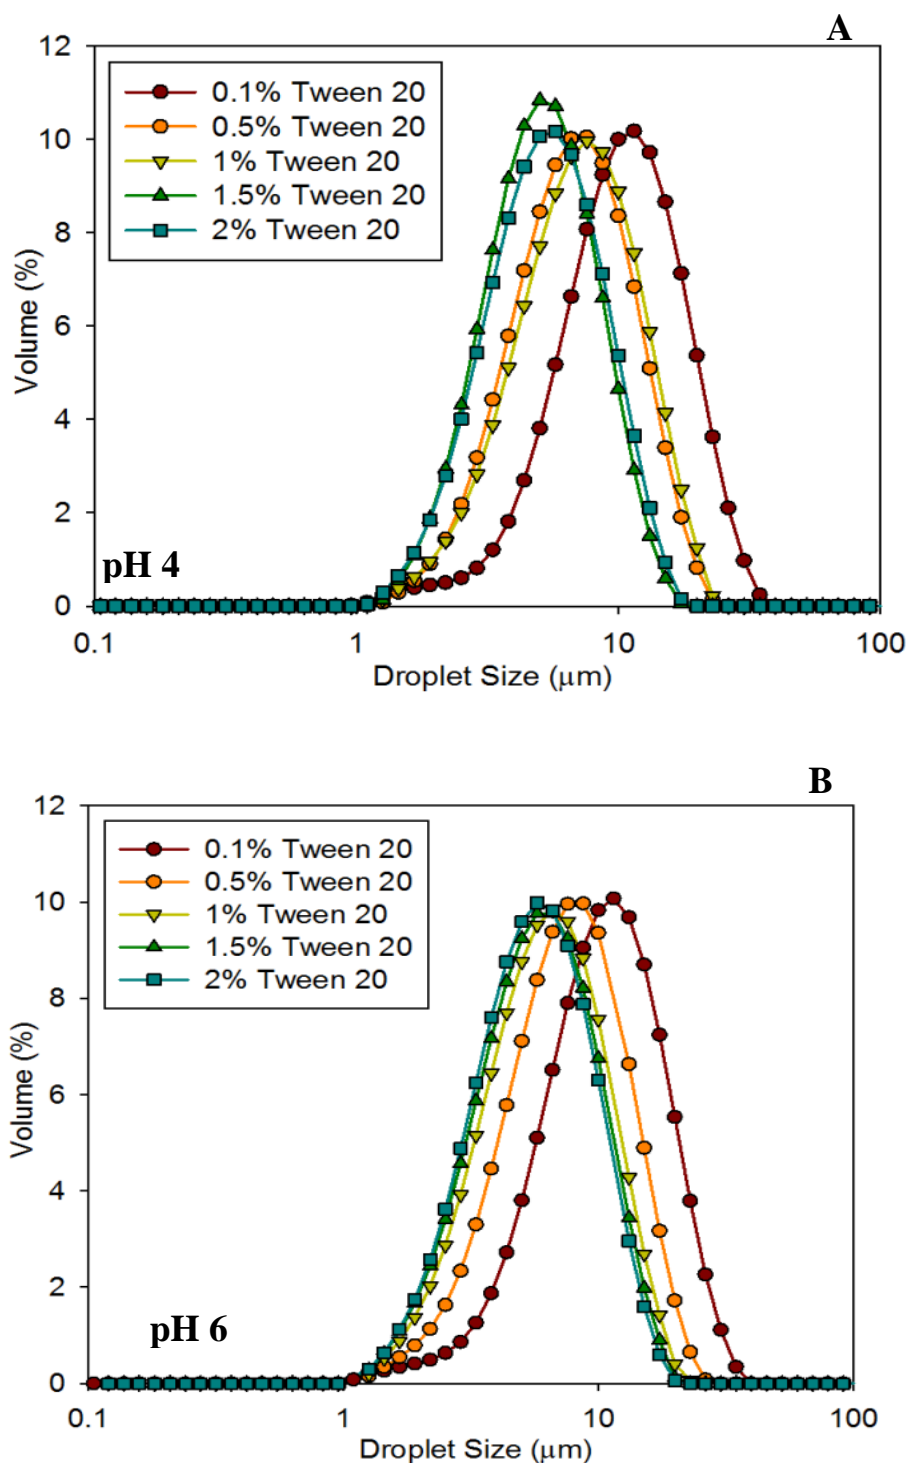 A
12
10
8
6
4
2
0
Volume (%)
0.1% Tween 20
0.5% Tween 20
1% Tween 20
1.5% Tween 20
2% Tween 20
pH 4
0.1
1
10
100
Droplet Size (μm)
B
12
10
8
6
4
2
0
Volume (%)
0.1% Tween 20
0.5% Tween 20
1% Tween 20
1.5% Tween 20
2% Tween 20
pH 6
0.1
1
10
100
Droplet Size (μm)